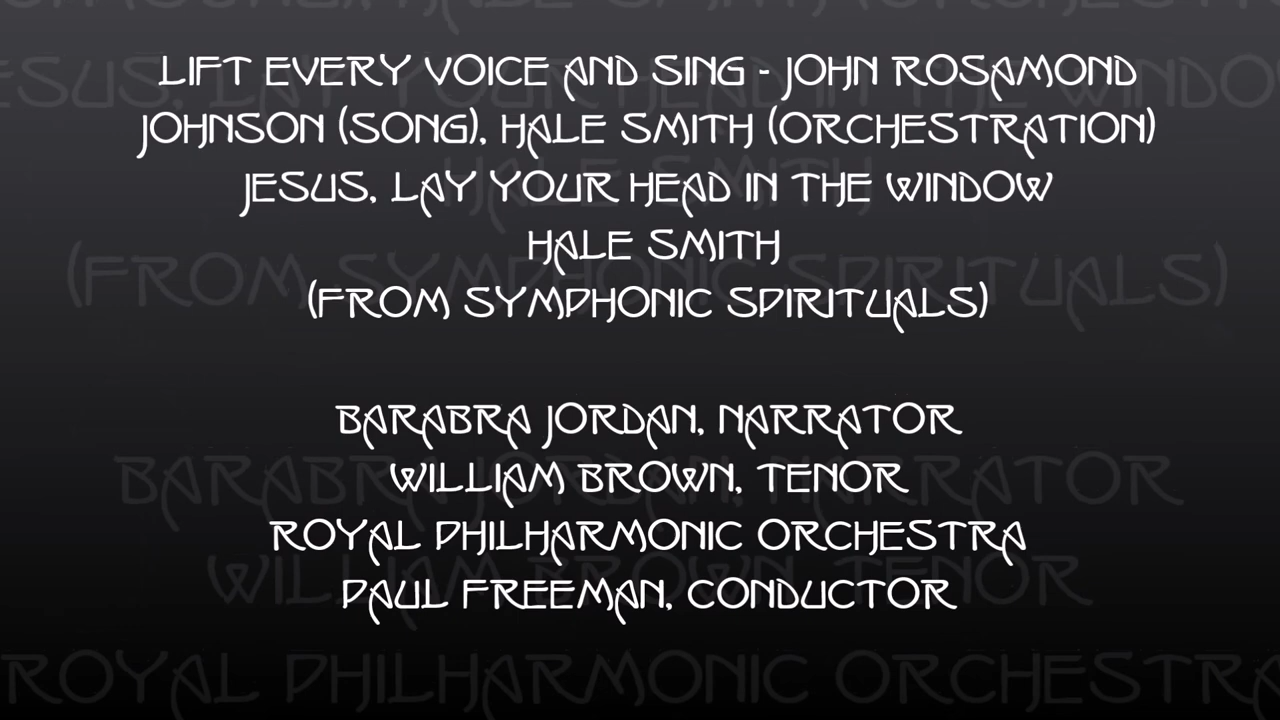 LIFT EVERY VOICE AND SING - JOHN ROSAMOND
JOHNSON (SONG), HALE SMITH (ORCHESTRATION)
JESUS, LAY YOUR HEAD IN THE WINDOW
HALE SMITH
(FROM SYMPHONIC SPIRITUALS)
BARABRA JORDAN, NARRATOR
WILLIAM BROWN, TENOR
ROYAL PHILHARMONIC ORCHESTRA
PAUL FREEMAN, CONDUCTOR